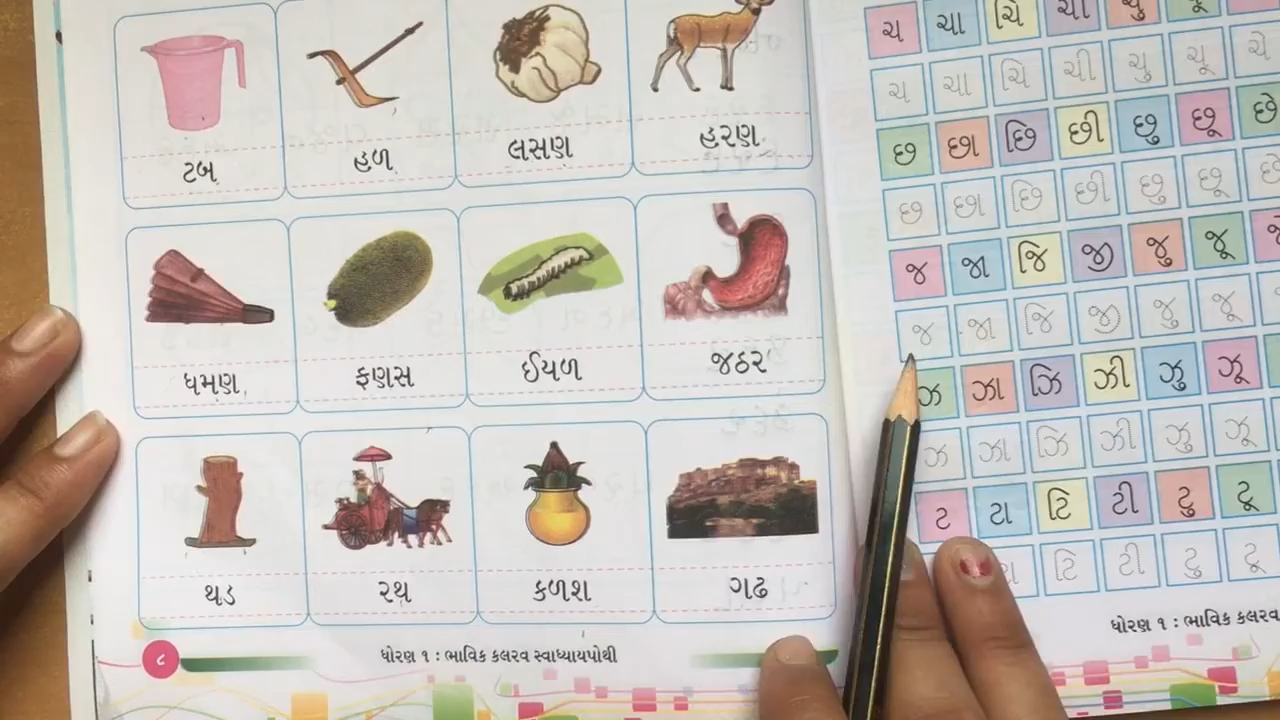 ટબ
હળ
લસણ
હરણ
ધમણ
ફણસ
ઈયળ
જઠર
થડ
રથ
કળશ
ગઢ
૮
ધોરણ ૧ : ભાવિક કલરવ સ્વાધ્યાયપોથી
ચ ચા ચિ ચી ચુ ચૂ
ચ ચા ચિ ચી ચુ ચૂ ચે
છ છા છિ છી છુ છૂ છે
છ છા છિ છી છુ છૂ
જ જા જિ જી જુ જૂ
જ જા જિ જી જુ જૂ
ઝ ઝા ઝિ ઝી ઝુ ઝૂ
ઝ ઝા ઝિ ઝી ઝુ ઝૂ
ટ ટા ટિ ટી ટુ ટૂ
ટિ ટી ટુ ટૂ
ધોરણ ૧ : ભાવિક કલરવ